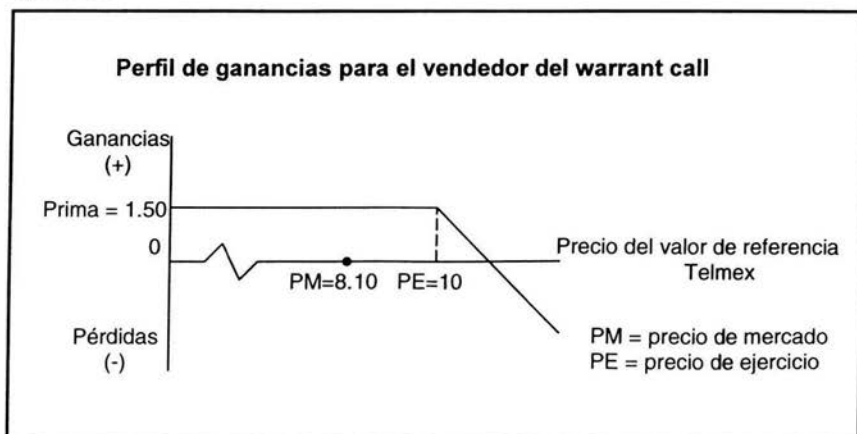 Perfil de ganancias para el vendedor del warrant call
Ganancias
(+)
Prima = 1.50
0
Precio del valor de referencia
Telmex
PM=8.10 PE=10
Pérdidas
(-)
PM = precio de mercado
PE = precio de ejercicio